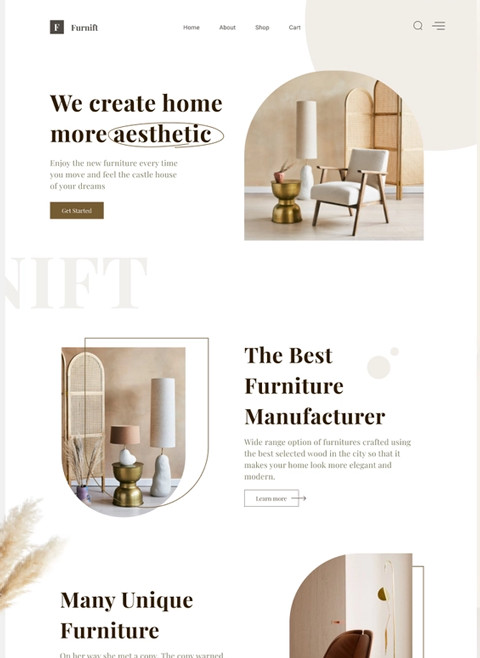 F Furnift
Home About Shop Cart
We create home
more aesthetic
Enjoy the new furniture every time
you move and feel the castle house
of your dreams
Get Started
NIFT
The Best
Furniture
Manufacturer
Wide range option of furnitures crafted using
the best selected wood in the city so that it
makes your home look more elegant and
modern.
Learn more
Many Unique
Furniture
On her way she met a copy. The copy warned